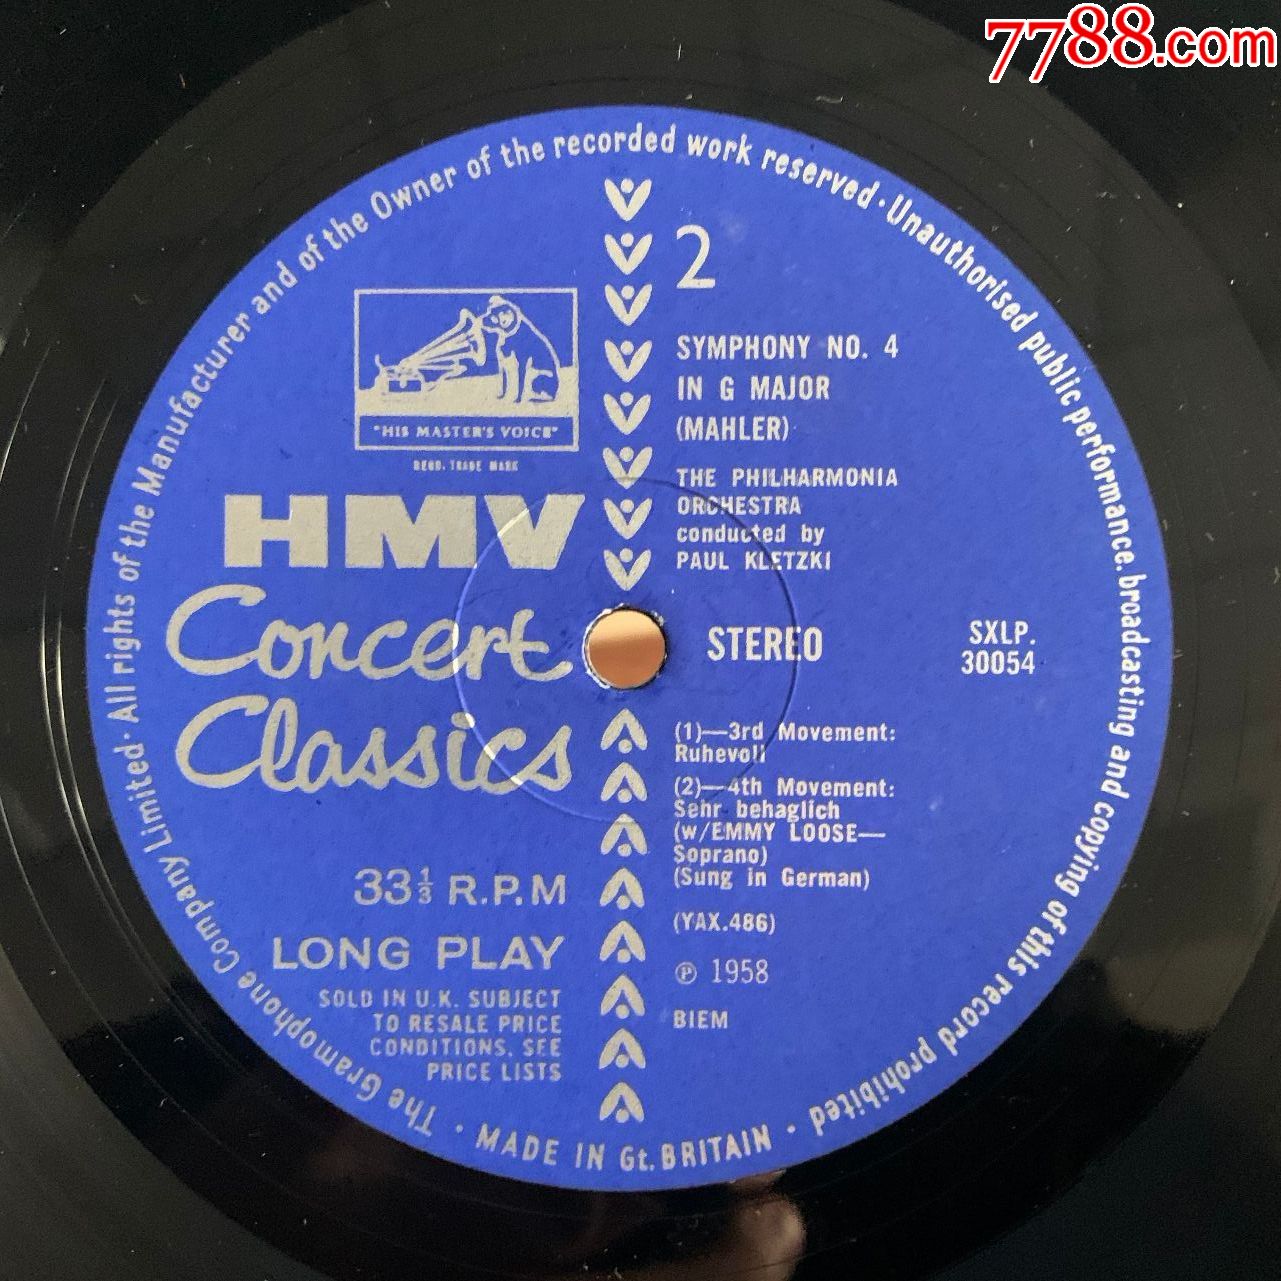 7788.com
The Gramophone Company Limited · All rights of the Manufacturer and of the Owner of the recorded work reserved · Unauthorised public performance. broadcasting and copying of this record prohibited
· MADE IN Gt. BRITAIN ·
"HIS MASTER'S VOICE"
REGD. TRADE MARK
HMV
Concert
Classics
33⅓ R.P.M
LONG PLAY
SOLD IN U.K. SUBJECT
TO RESALE PRICE
CONDITIONS. SEE
PRICE LISTS
2
SYMPHONY NO. 4
IN G MAJOR
(MAHLER)
THE PHILHARMONIA
ORCHESTRA
conducted by
PAUL KLETZKI
STEREO
SXLP.
30054
(1)—3rd Movement:
Ruhevoll
(2)—4th Movement:
Sehr behaglich
(w/EMMY LOOSE—
Soprano)
(Sung in German)
(YAX.486)
℗ 1958
BIEM